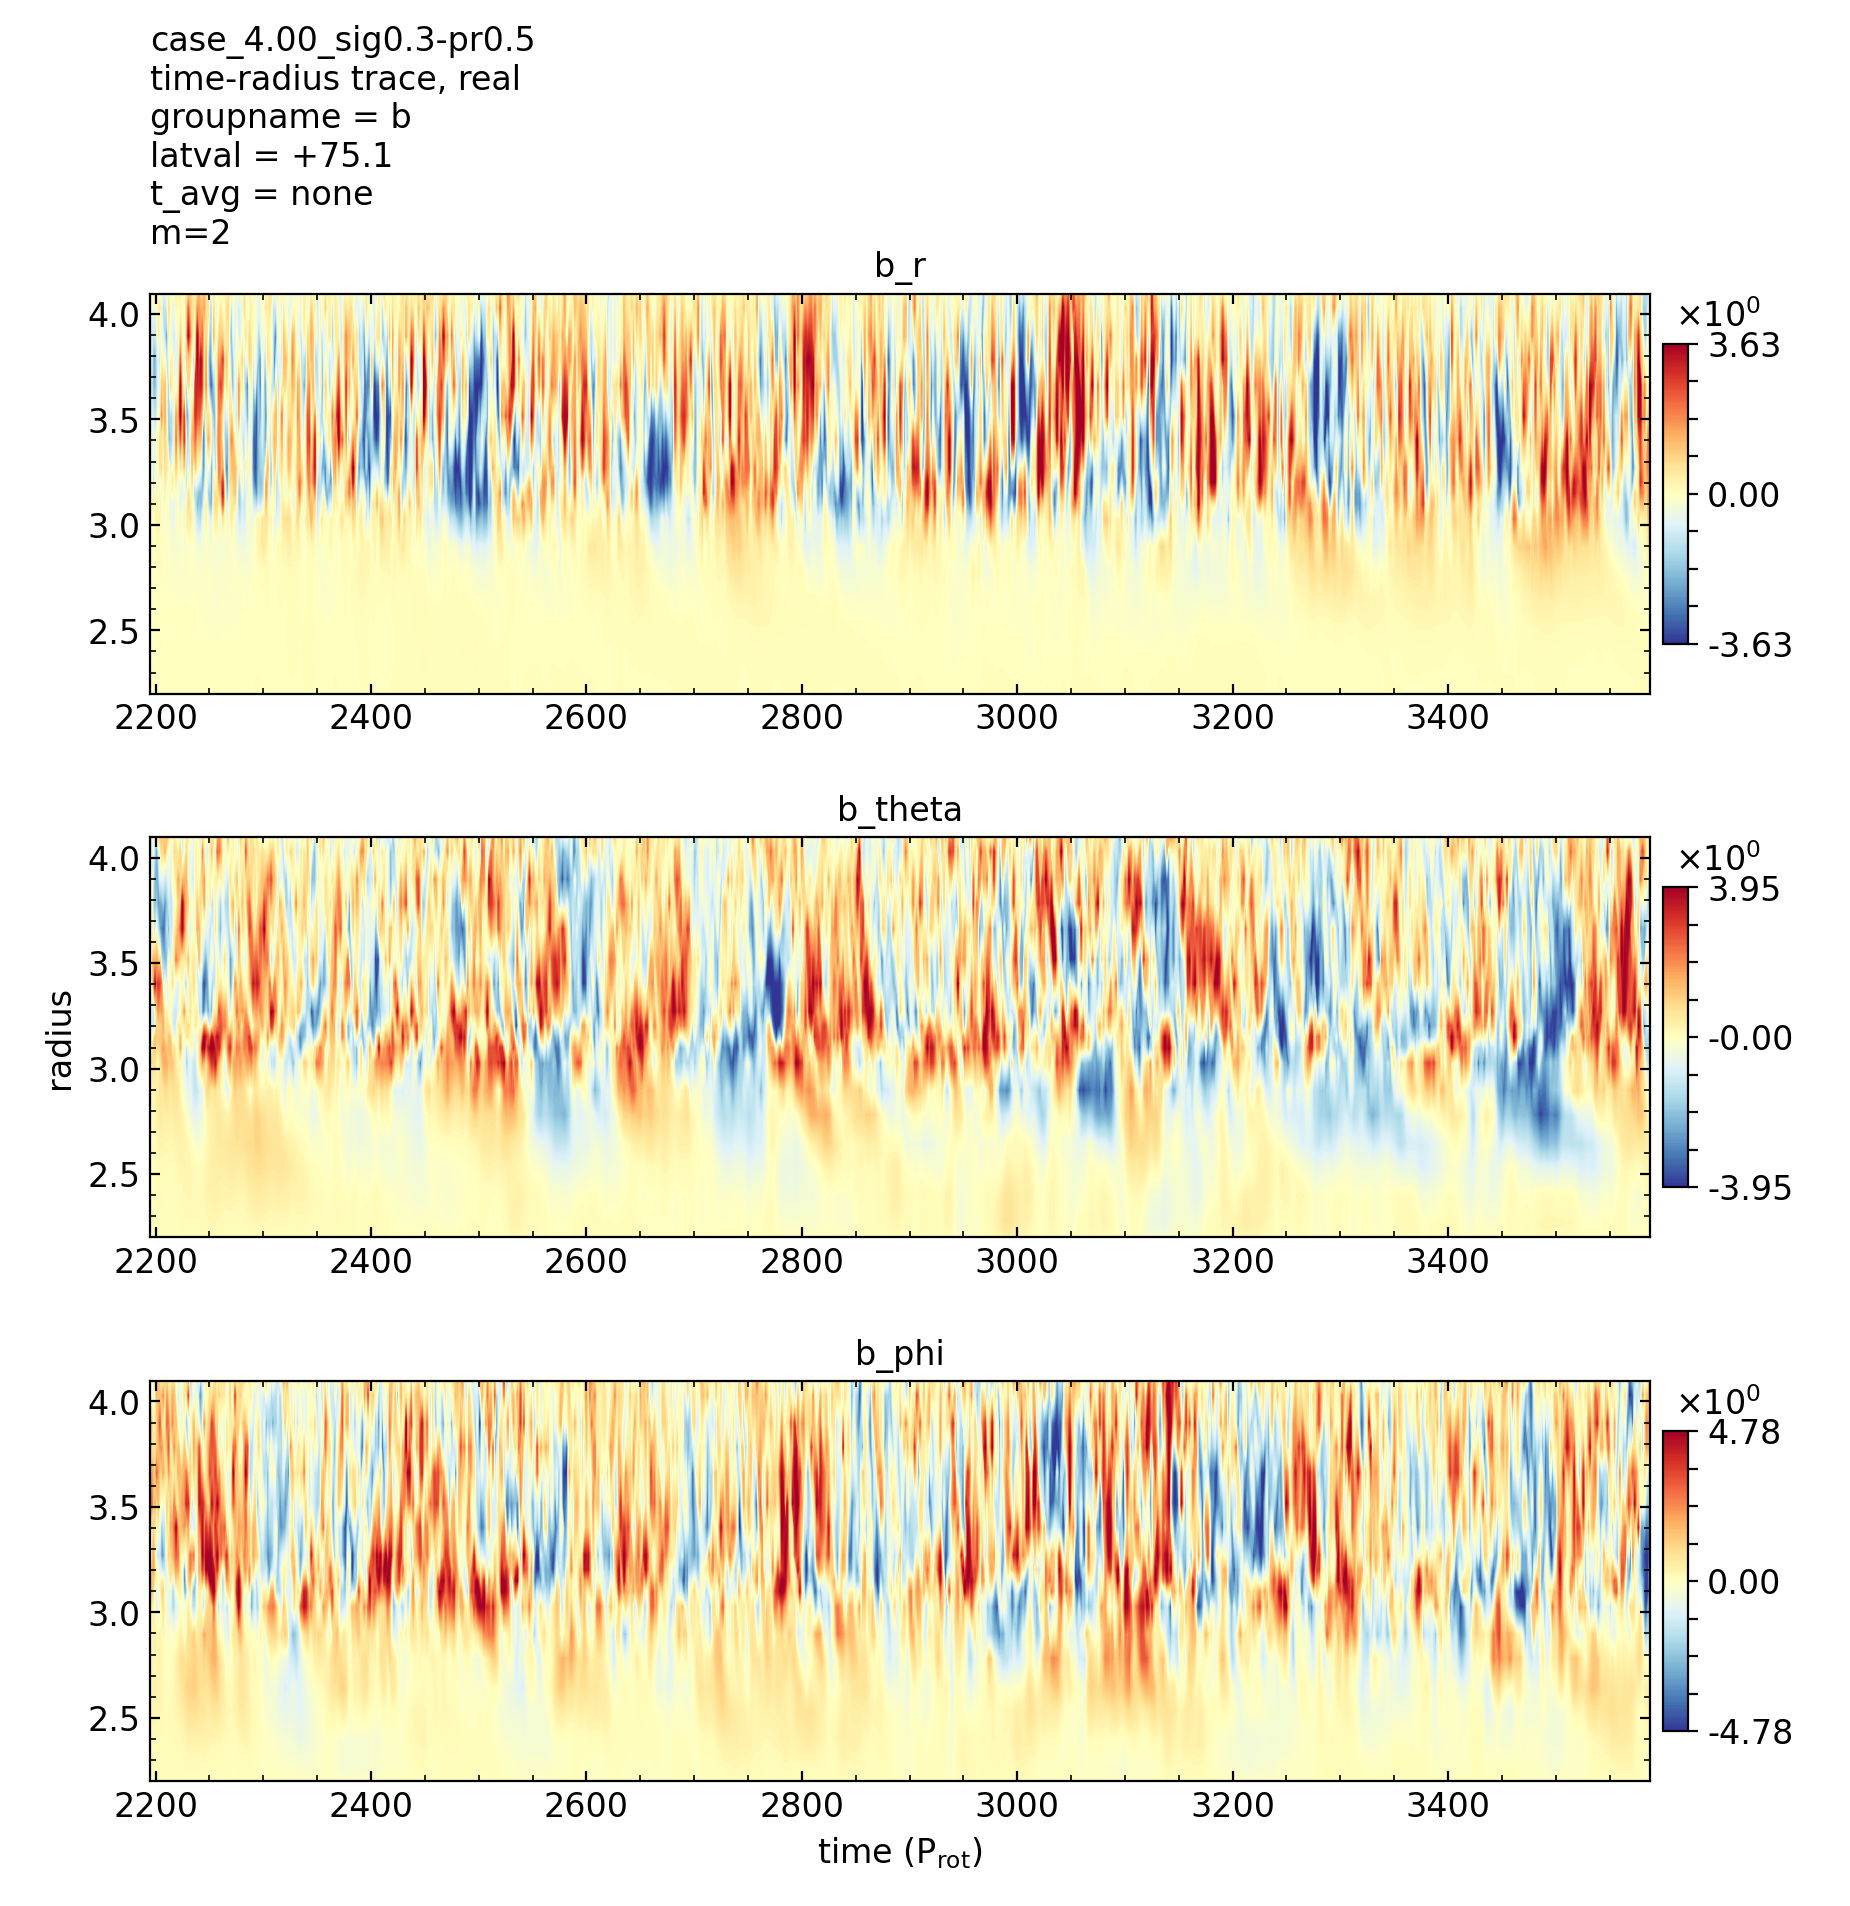 case_4.00_sig0.3-pr0.5
time-radius trace, real
groupname = b
latval = +75.1
t_avg = none
m=2
b_r
4.0
3.5
3.0
2.5
2200 2400 2600 2800 3000 3200 3400
×10⁰
3.63
0.00
-3.63
b_theta
radius
4.0
3.5
3.0
2.5
2200 2400 2600 2800 3000 3200 3400
×10⁰
3.95
-0.00
-3.95
b_phi
4.0
3.5
3.0
2.5
2200 2400 2600 2800 3000 3200 3400
time (P_rot)
×10⁰
4.78
0.00
-4.78